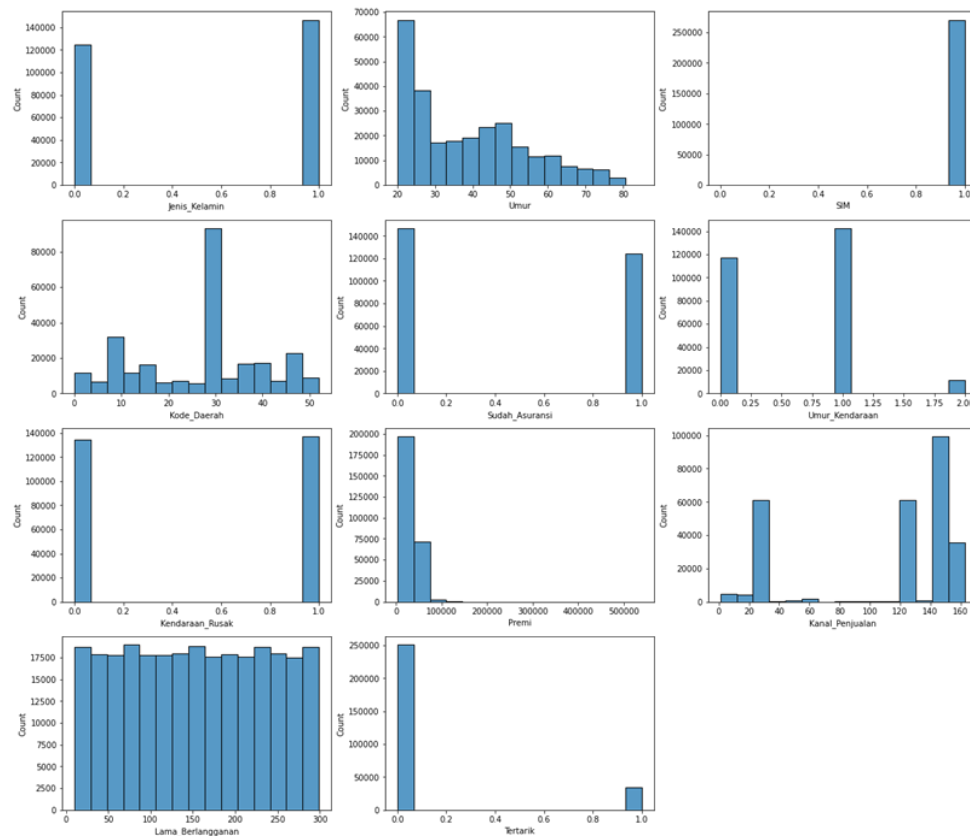 140000
120000
100000
80000
60000
40000
20000
0
Count
0.0 0.2 0.4 0.6 0.8 1.0
Jenis_Kelamin
70000
60000
50000
40000
30000
20000
10000
0
Count
20 30 40 50 60 70 80
Umur
250000
200000
150000
100000
50000
0
Count
0.0 0.2 0.4 0.6 0.8 1.0
SIM
80000
60000
40000
20000
0
Count
0 10 20 30 40 50
Kode_Daerah
140000
120000
100000
80000
60000
40000
20000
0
Count
0.0 0.2 0.4 0.6 0.8 1.0
Sudah_Asuransi
140000
120000
100000
80000
60000
40000
20000
0
Count
0.00 0.25 0.50 0.75 1.00 1.25 1.50 1.75 2.00
Umur_Kendaraan
140000
120000
100000
80000
60000
40000
20000
0
Count
0.0 0.2 0.4 0.6 0.8 1.0
Kendaraan_Rusak
200000
175000
150000
125000
100000
75000
50000
25000
0
Count
0 100000 200000 300000 400000 500000
Premi
100000
80000
60000
40000
20000
0
Count
0 20 40 60 80 100 120 140 160
Kanal_Penjualan
17500
15000
12500
10000
7500
5000
2500
0
Count
0 50 100 150 200 250 300
Lama_Berlangganan
250000
200000
150000
100000
50000
0
Count
0.0 0.2 0.4 0.6 0.8 1.0
Tertarik